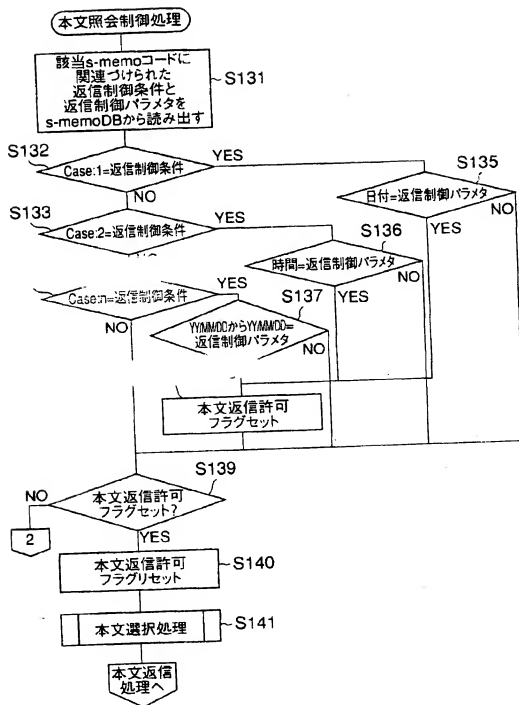 本文照会制御処理
該当s-memoコードに
関連づけられた
返信制御条件と
返信制御パラメタを
s-memoDBから読み出す
S131
S132
Case:1=返信制御条件
YES
NO
S135
日付=返信制御パラメタ
YES
NO
S133
Case:2=返信制御条件
YES
S136
時間=返信制御パラメタ
YES
NO
Case:n=返信制御条件
YES
NO
S137
YY/MM/DDからYY/MM/DD=
返信制御パラメタ
NO
本文返信許可
フラグセット
S139
本文返信許可
フラグセット?
NO
2
YES
本文返信許可
フラグリセット
S140
本文選択処理
S141
本文返信
処理へ